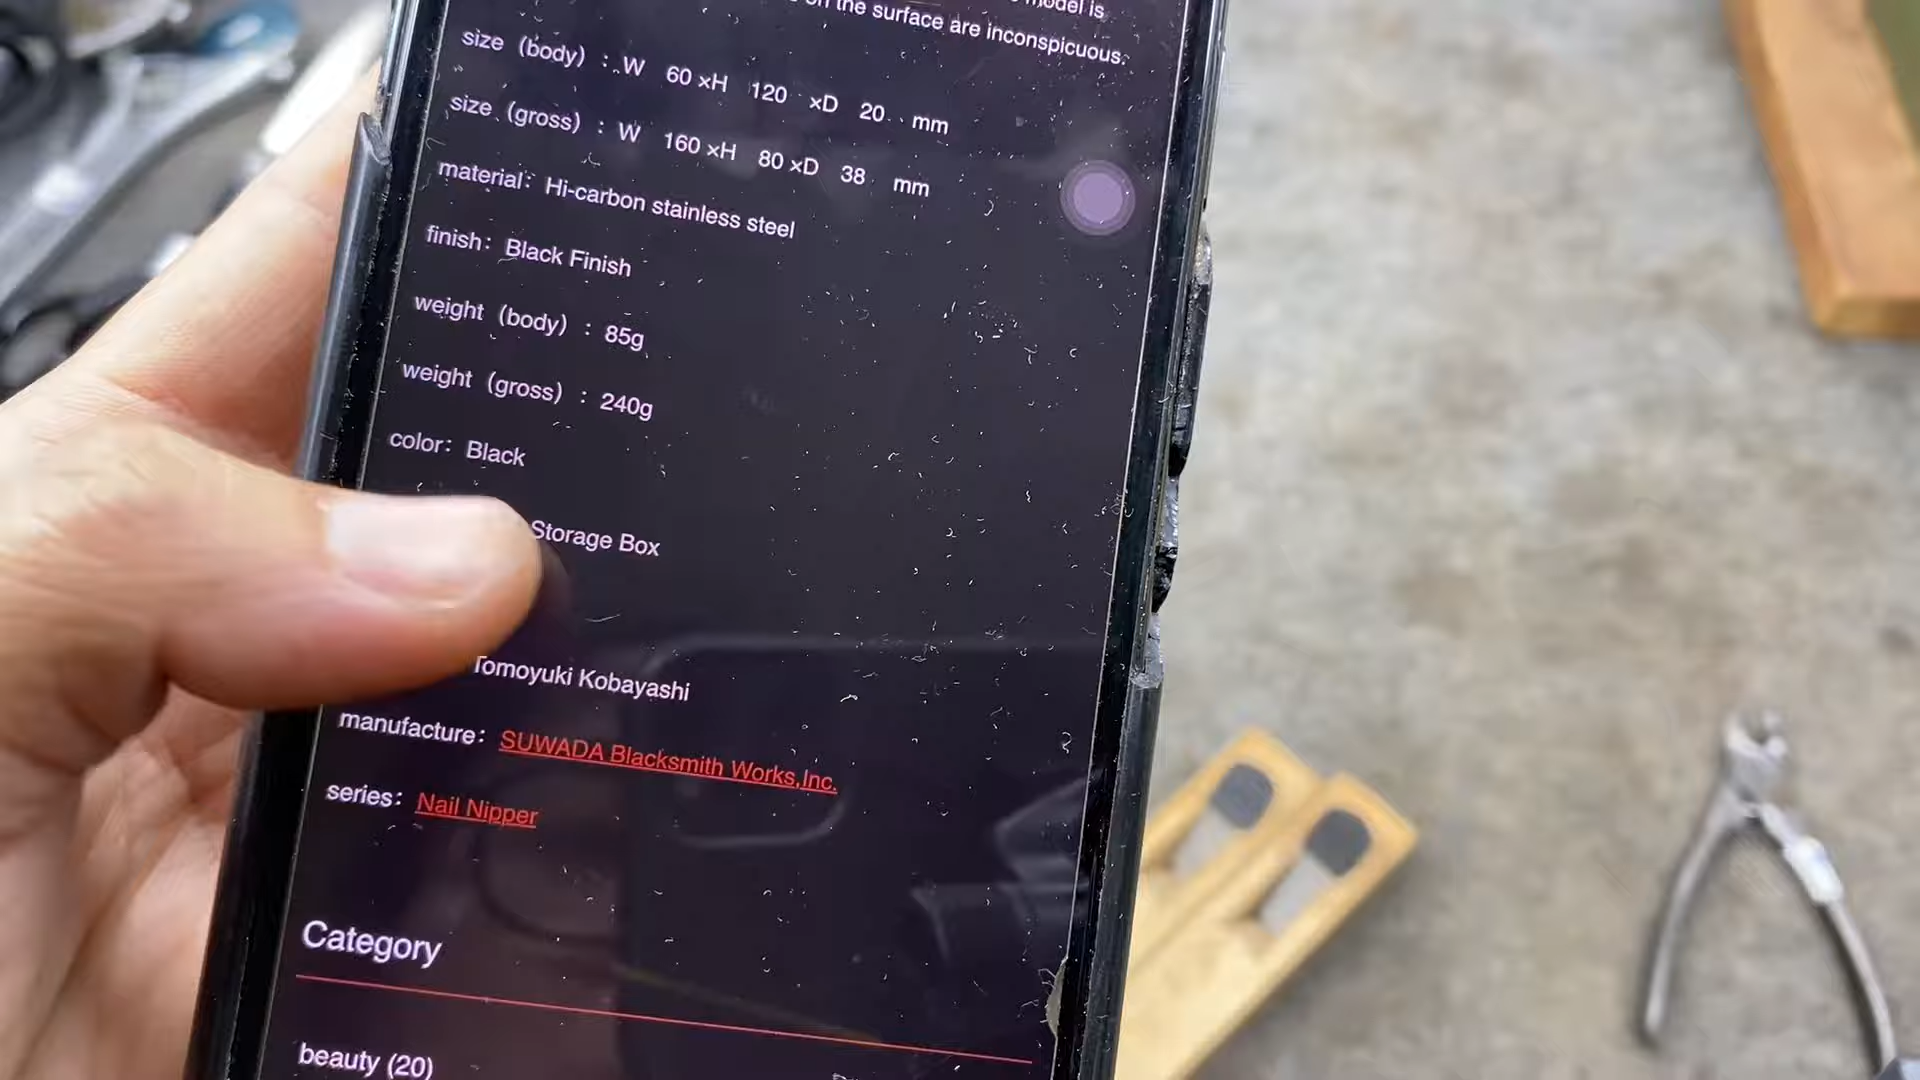 model is
on the surface are inconspicuous.
size（body）: W 60 ×H 120 ×D 20 mm
size（gross）: W 160 ×H 80 ×D 38 mm
material: Hi-carbon stainless steel
finish: Black Finish
weight（body）: 85g
weight（gross）: 240g
color: Black
Storage Box
Tomoyuki Kobayashi
manufacture: SUWADA Blacksmith Works,Inc.
series: Nail Nipper
Category
beauty (20)